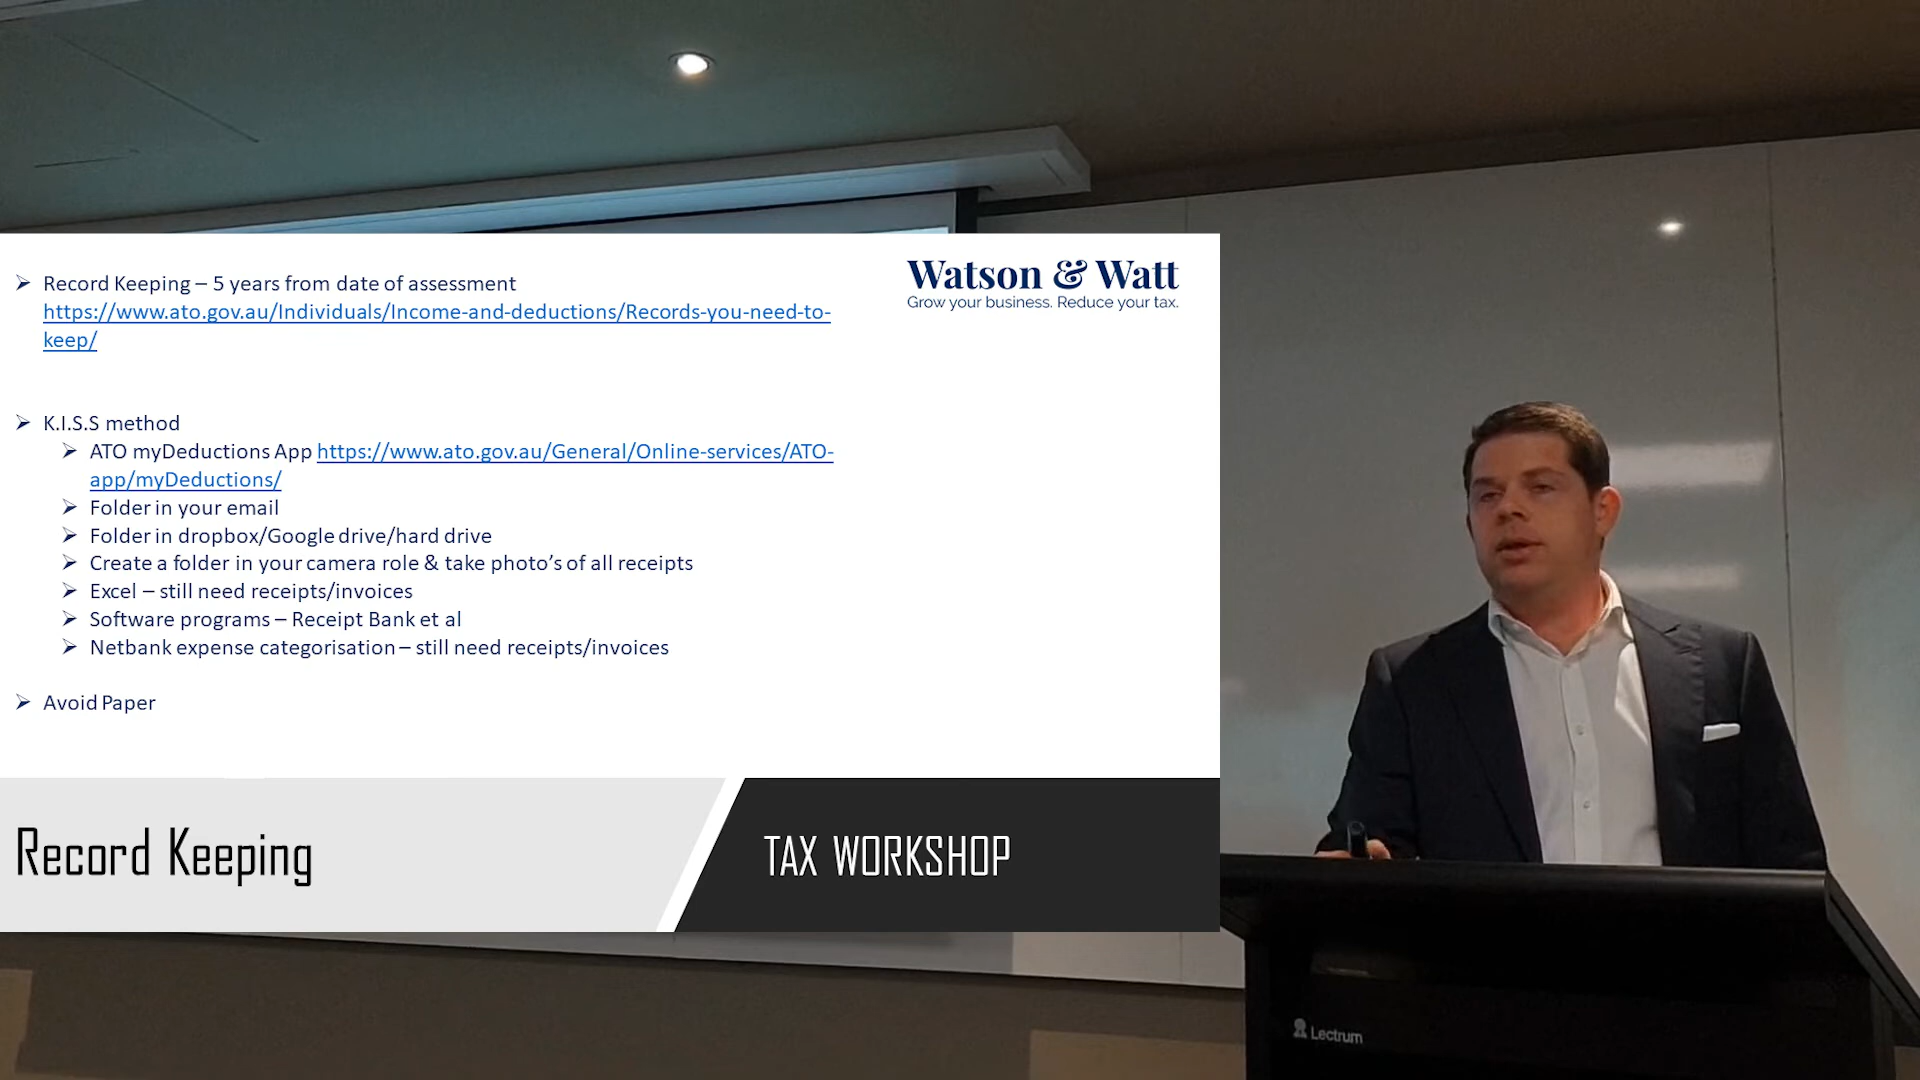 Watson & Watt
Grow your business. Reduce your tax.
➢ Record Keeping – 5 years from date of assessment
https://www.ato.gov.au/Individuals/Income-and-deductions/Records-you-need-to-
keep/
➢ K.I.S.S method
➢ ATO myDeductions App https://www.ato.gov.au/General/Online-services/ATO-
app/myDeductions/
➢ Folder in your email
➢ Folder in dropbox/Google drive/hard drive
➢ Create a folder in your camera role & take photo’s of all receipts
➢ Excel – still need receipts/invoices
➢ Software programs – Receipt Bank et al
➢ Netbank expense categorisation – still need receipts/invoices
➢ Avoid Paper
Record Keeping
TAX WORKSHOP
Lectrum